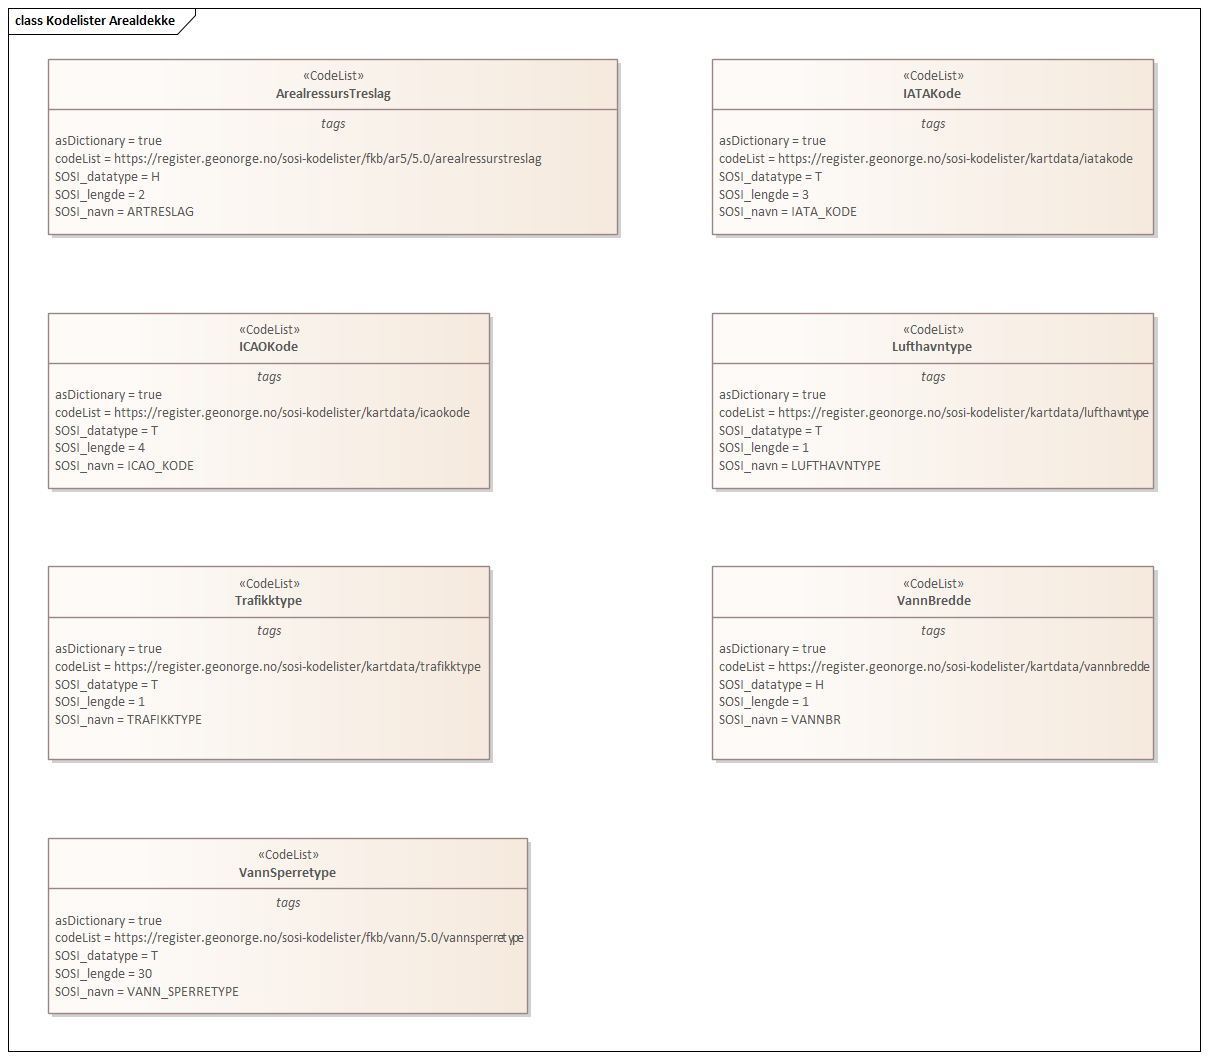 class Kodelister Arealdekke
«CodeList»
ArealressursTreslag
tags
asDictionary = true
codeList = https://register.geonorge.no/sosi-kodelister/fkb/ar5/5.0/arealressurstreslag
SOSI_datatype = H
SOSI_lengde = 2
SOSI_navn = ARTRESLAG
«CodeList»
IATAKode
tags
asDictionary = true
codeList = https://register.geonorge.no/sosi-kodelister/kartdata/iatakode
SOSI_datatype = T
SOSI_lengde = 3
SOSI_navn = IATA_KODE
«CodeList»
ICAOKode
tags
asDictionary = true
codeList = https://register.geonorge.no/sosi-kodelister/kartdata/icaokode
SOSI_datatype = T
SOSI_lengde = 4
SOSI_navn = ICAO_KODE
«CodeList»
Lufthavntype
tags
asDictionary = true
codeList = https://register.geonorge.no/sosi-kodelister/kartdata/lufthavntype
SOSI_datatype = T
SOSI_lengde = 1
SOSI_navn = LUFTHAVNTYPE
«CodeList»
Trafikktype
tags
asDictionary = true
codeList = https://register.geonorge.no/sosi-kodelister/kartdata/trafikktype
SOSI_datatype = T
SOSI_lengde = 1
SOSI_navn = TRAFIKKTYPE
«CodeList»
VannBredde
tags
asDictionary = true
codeList = https://register.geonorge.no/sosi-kodelister/kartdata/vannbredde
SOSI_datatype = H
SOSI_lengde = 1
SOSI_navn = VANNBR
«CodeList»
VannSperretype
tags
asDictionary = true
codeList = https://register.geonorge.no/sosi-kodelister/fkb/vann/5.0/vannsperretype
SOSI_datatype = T
SOSI_lengde = 30
SOSI_navn = VANN_SPERRETYPE